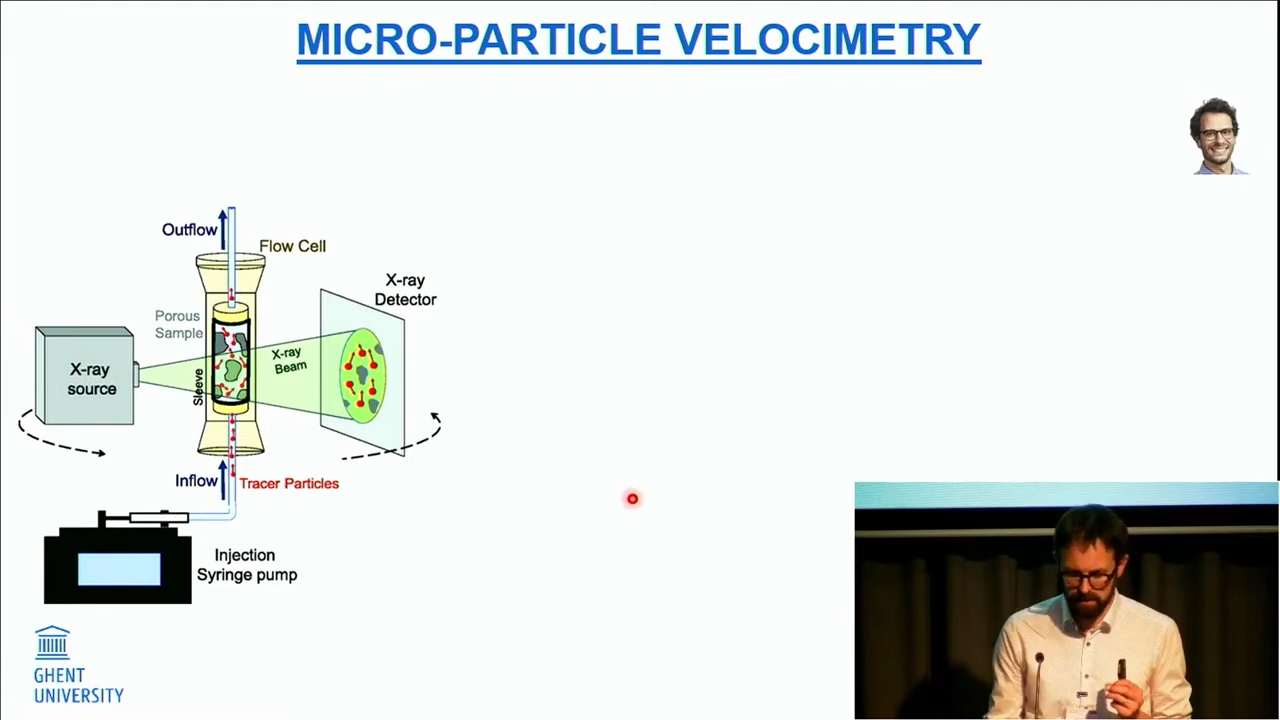 MICRO-PARTICLE VELOCIMETRY
Outflow
Flow Cell
X-ray
Detector
Porous
Sample
X-ray
Beam
X-ray
source
Sleeve
Inflow
Tracer Particles
Injection
Syringe pump
GHENT
UNIVERSITY